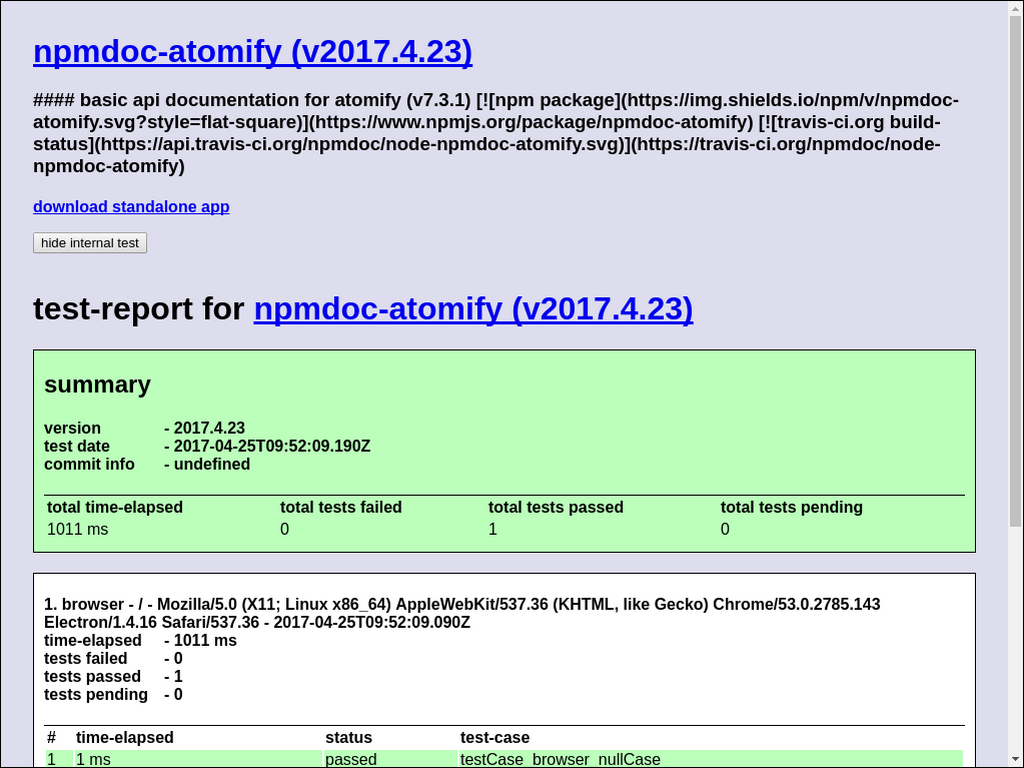 npmdoc-atomify (v2017.4.23)
#### basic api documentation for atomify (v7.3.1) [![npm package](https://img.shields.io/npm/v/npmdoc-
atomify.svg?style=flat-square)](https://www.npmjs.org/package/npmdoc-atomify) [![travis-ci.org build-
status](https://api.travis-ci.org/npmdoc/node-npmdoc-atomify.svg)](https://travis-ci.org/npmdoc/node-
npmdoc-atomify)
download standalone app
hide internal test
test-report for npmdoc-atomify (v2017.4.23)
summary
version - 2017.4.23
test date - 2017-04-25T09:52:09.190Z
commit info - undefined
total time-elapsed total tests failed total tests passed total tests pending
1011 ms 0 1 0
1. browser - / - Mozilla/5.0 (X11; Linux x86_64) AppleWebKit/537.36 (KHTML, like Gecko) Chrome/53.0.2785.143
Electron/1.4.16 Safari/537.36 - 2017-04-25T09:52:09.090Z
time-elapsed - 1011 ms
tests failed - 0
tests passed - 1
tests pending - 0
# time-elapsed status test-case
1 1 ms passed testCase_browser_nullCase